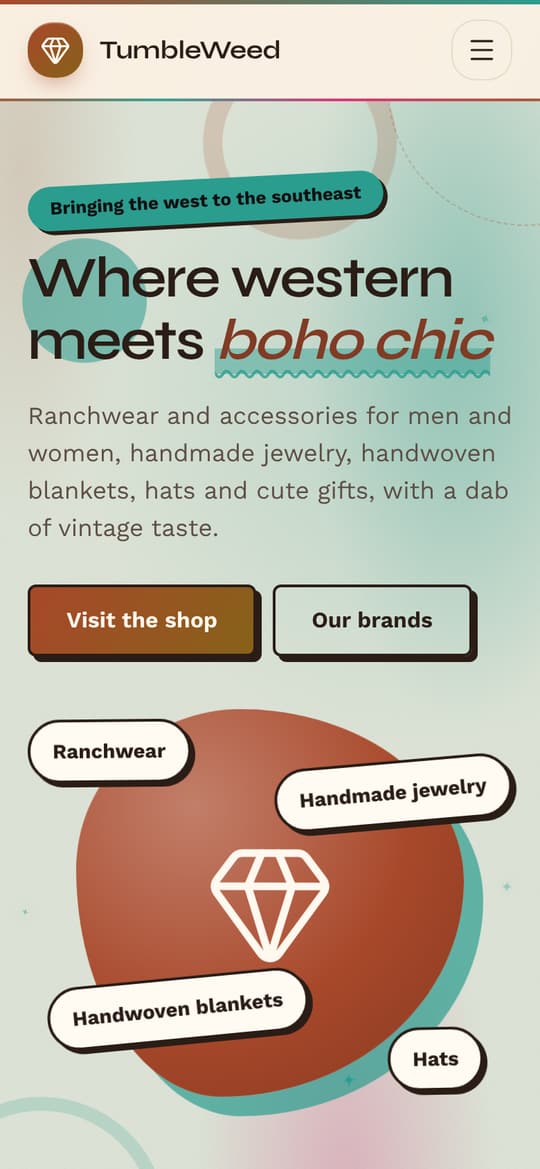 TumbleWeed
Bringing the west to the southeast
Where western
meets boho chic
Ranchwear and accessories for men and
women, handmade jewelry, handwoven
blankets, hats and cute gifts, with a dab
of vintage taste.
Visit the shop
Our brands
Ranchwear
Handmade jewelry
Handwoven blankets
Hats